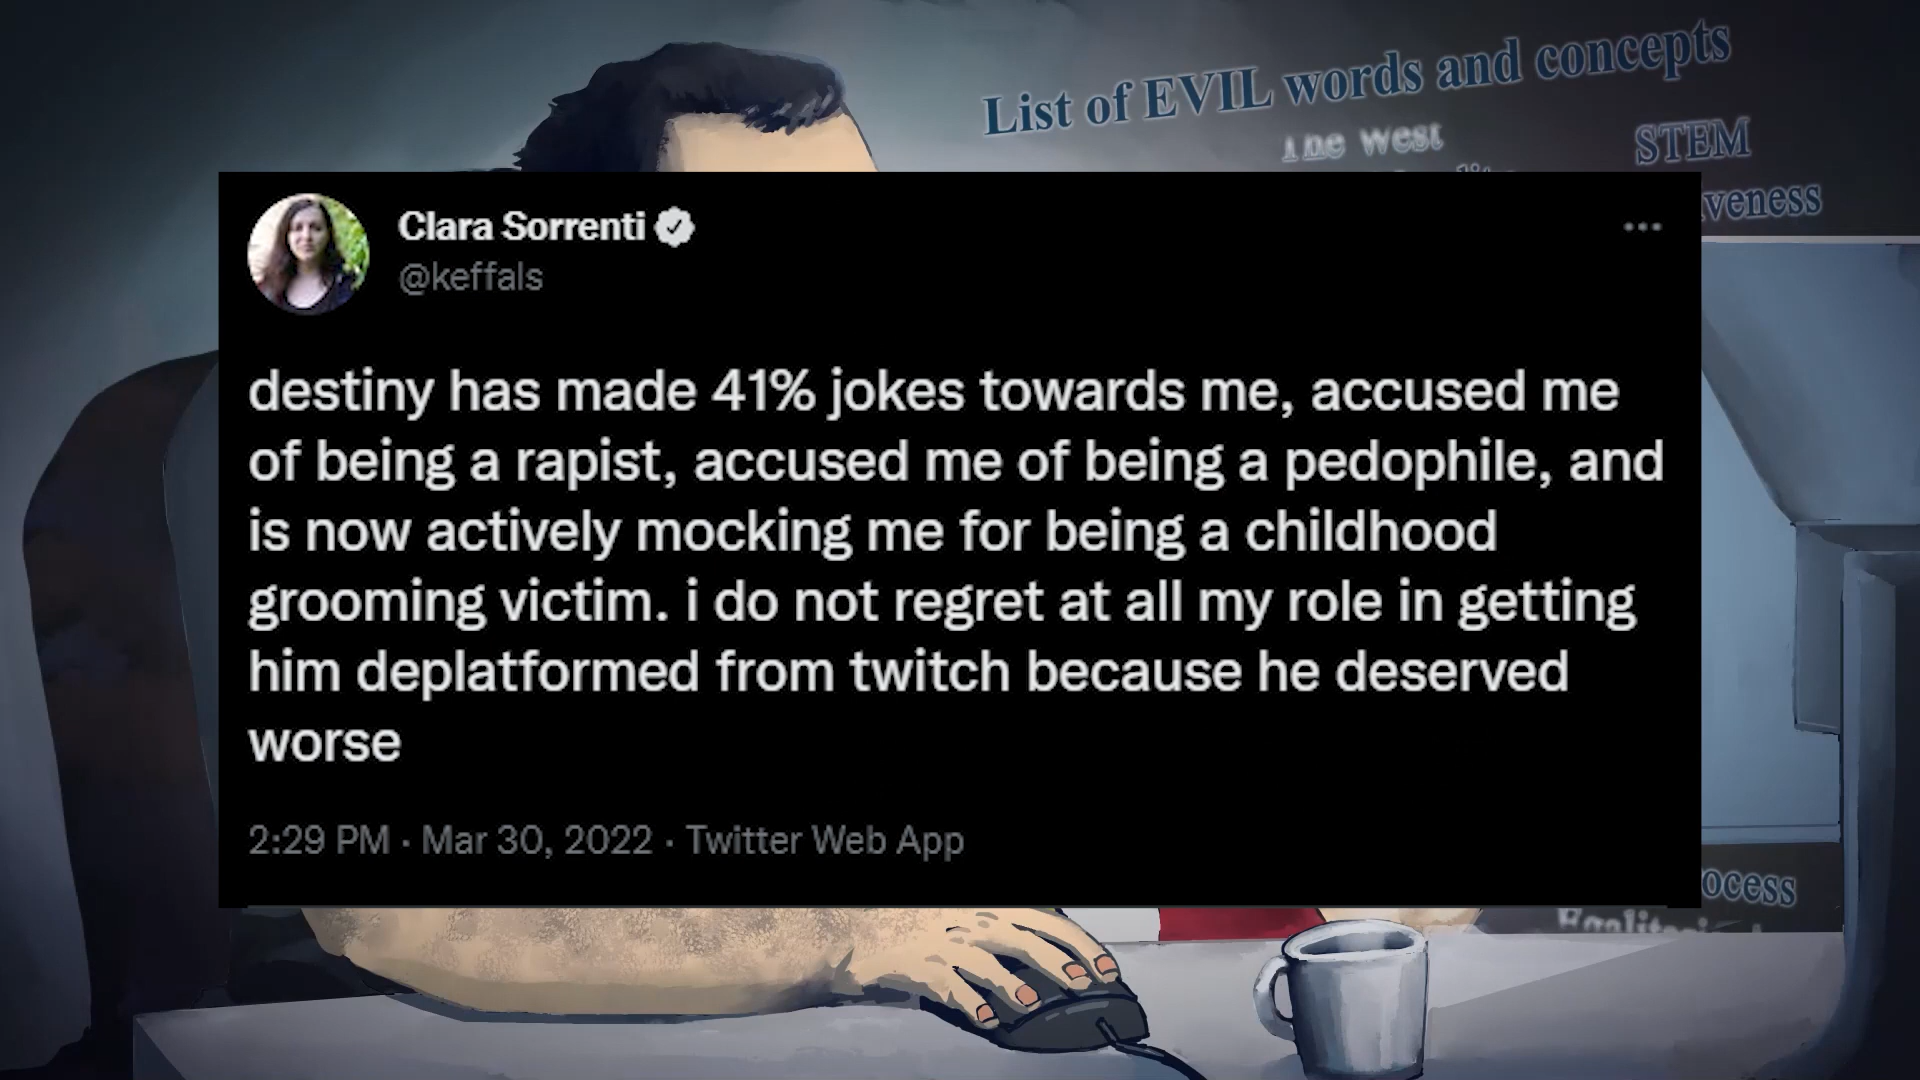 List of EVIL words and concepts
The West
STEM
iveness
Clara Sorrenti
@keffals
destiny has made 41% jokes towards me, accused me
of being a rapist, accused me of being a pedophile, and
is now actively mocking me for being a childhood
grooming victim. i do not regret at all my role in getting
him deplatformed from twitch because he deserved
worse
2:29 PM · Mar 30, 2022 · Twitter Web App
ocess